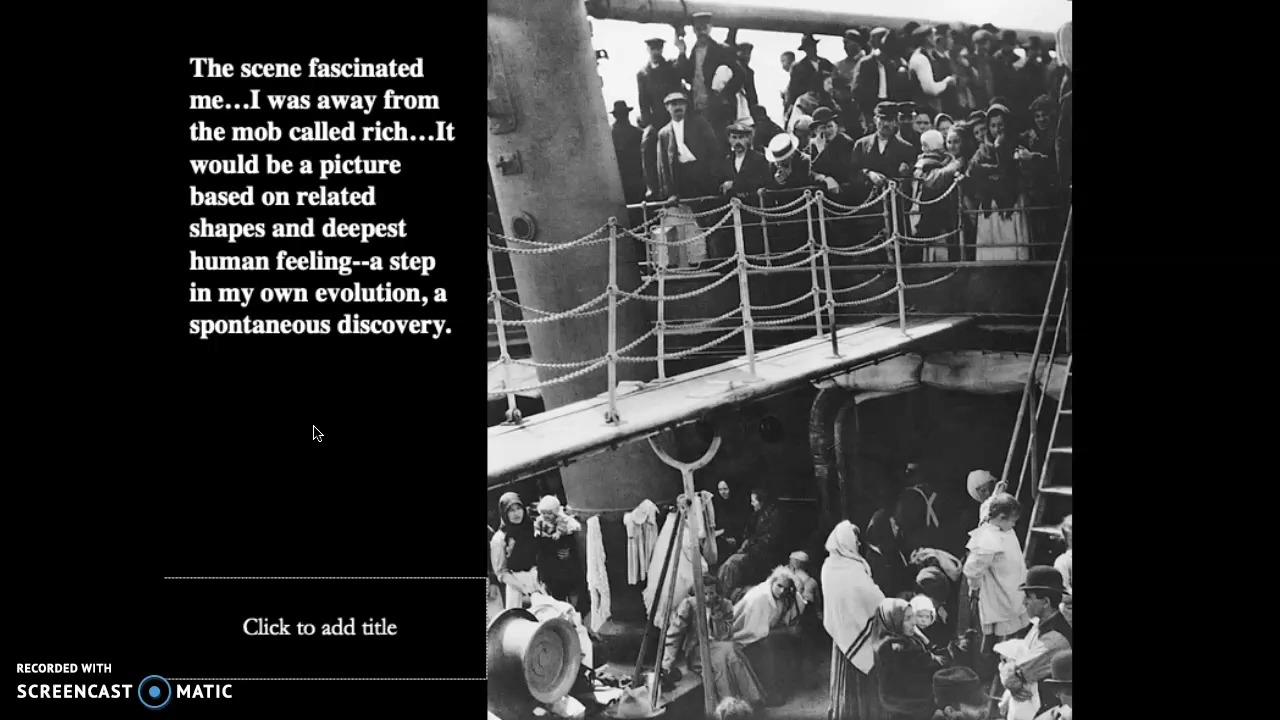 The scene fascinated
me...I was away from
the mob called rich...It
would be a picture
based on related
shapes and deepest
human feeling--a step
in my own evolution, a
spontaneous discovery.
Click to add title
RECORDED WITH
SCREENCAST MATIC